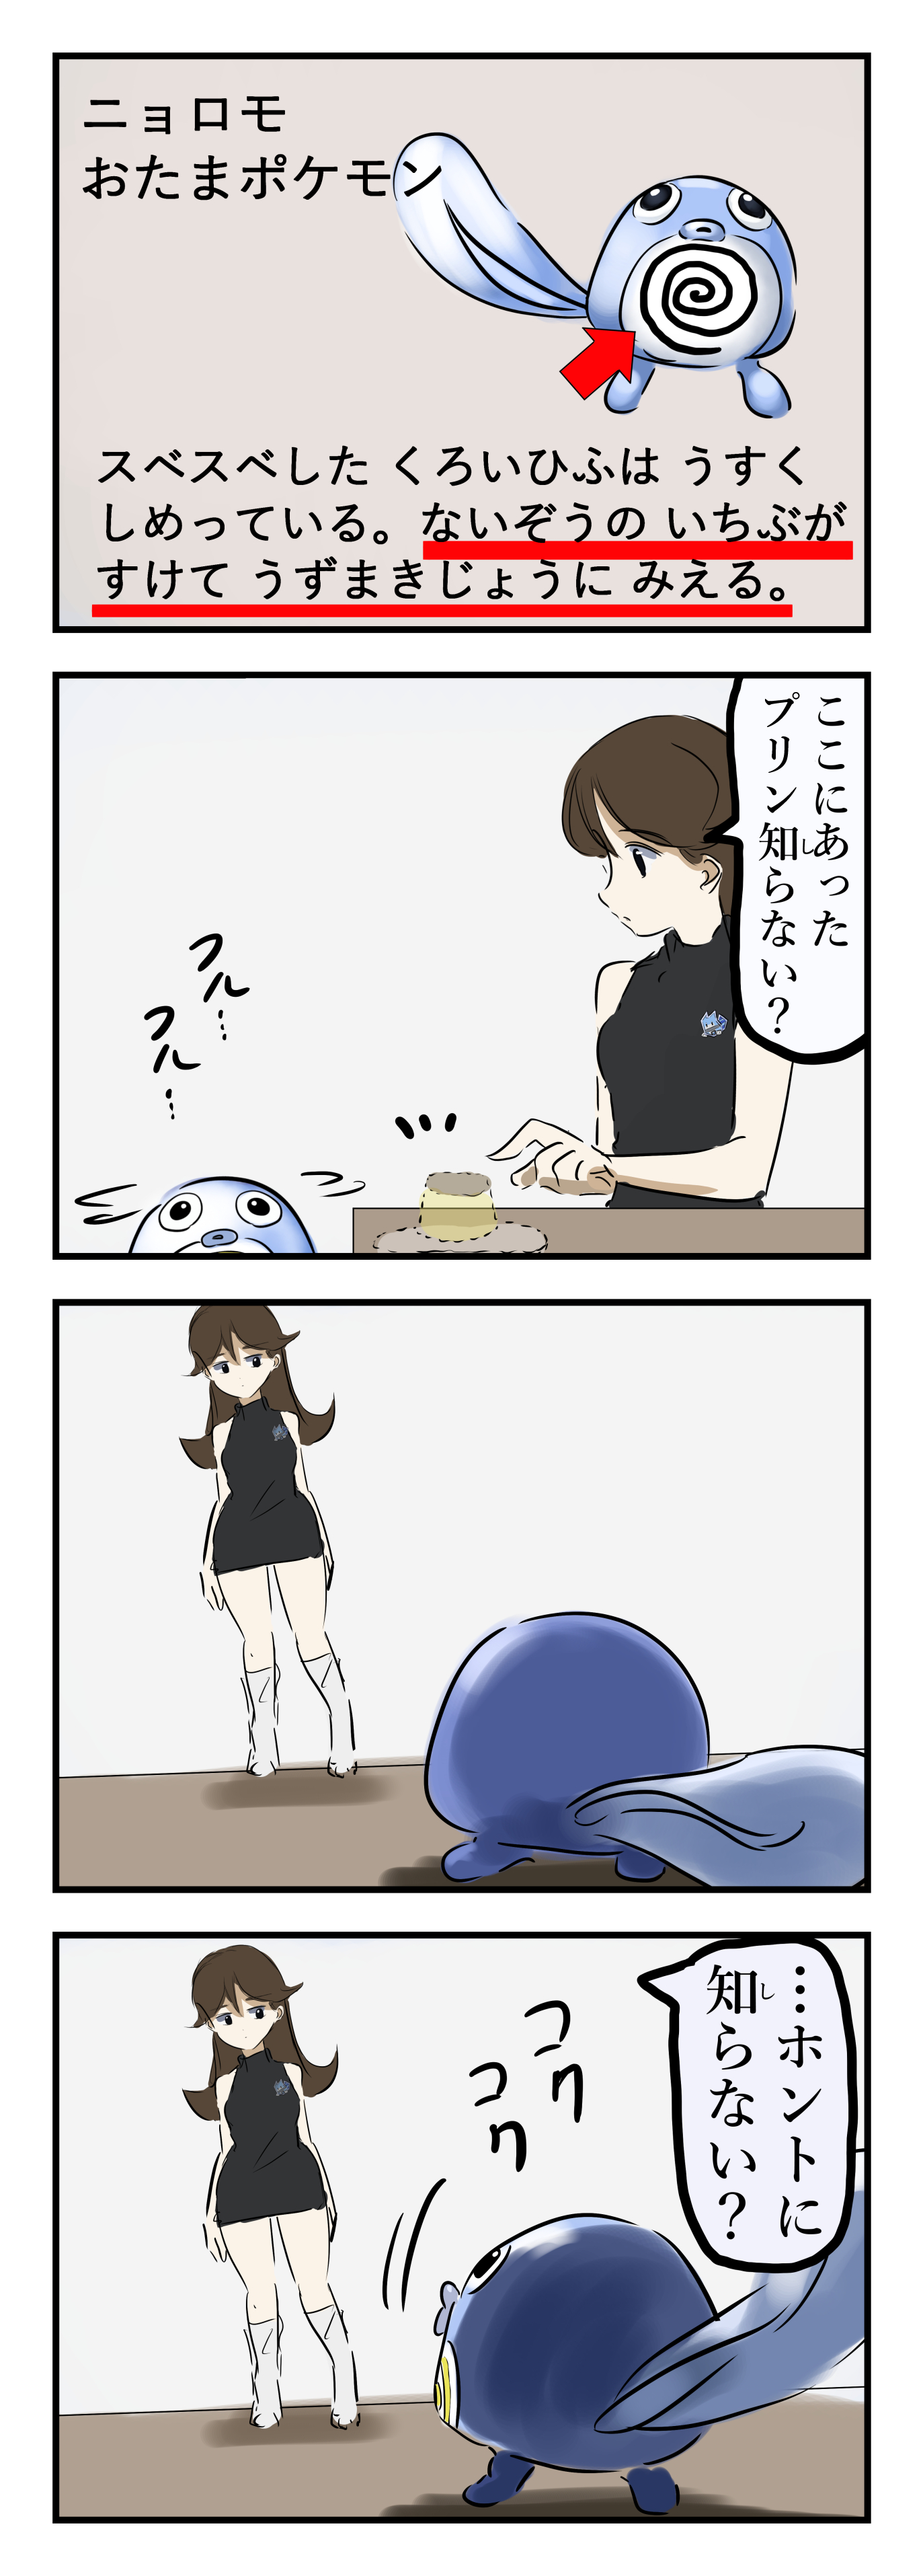 ニョロモ
おたまポケモン
スベスベした くろいひふは うすく
しめっている。ないぞうの いちぶが
すけて うずまきじょうに みえる。
ここにあった
プリン知らない?
し
フル…
フル…
…ホントに
知らない?
し
コク
コク